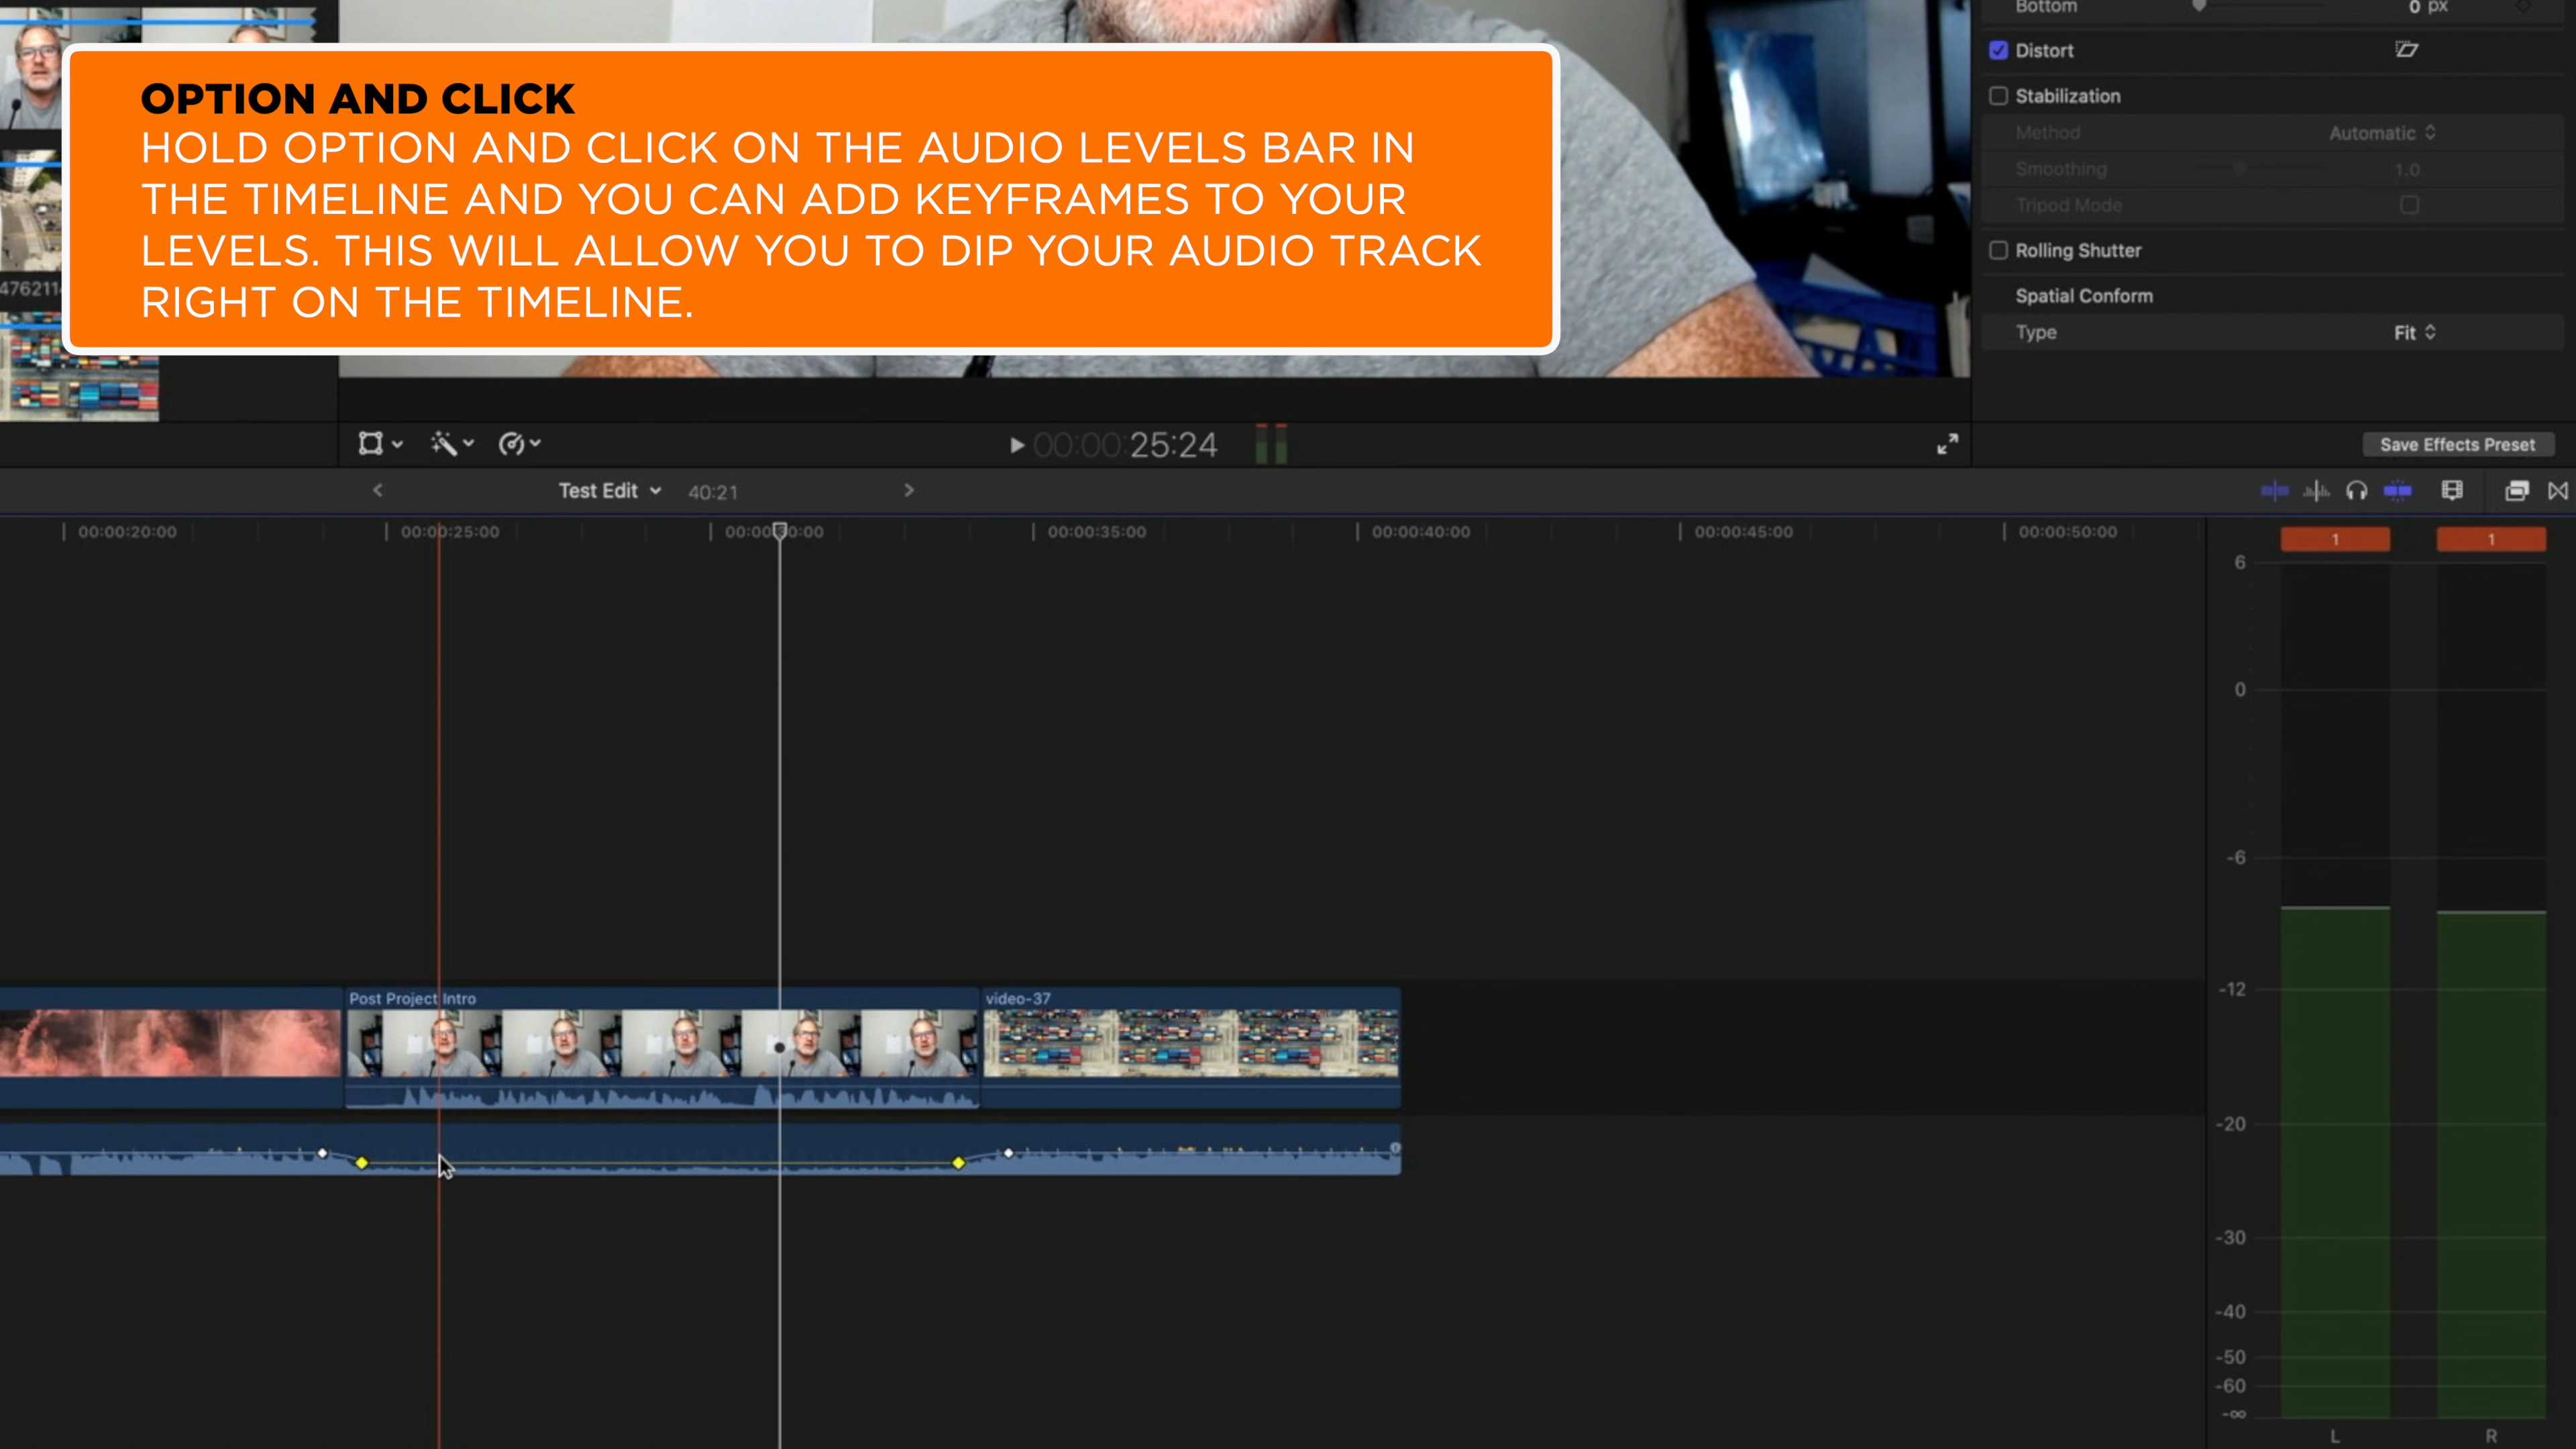 Bottom 0 px
OPTION AND CLICK
HOLD OPTION AND CLICK ON THE AUDIO LEVELS BAR IN
THE TIMELINE AND YOU CAN ADD KEYFRAMES TO YOUR
LEVELS. THIS WILL ALLOW YOU TO DIP YOUR AUDIO TRACK
RIGHT ON THE TIMELINE.
Distort
Stabilization
Method Automatic
Smoothing 1.0
Tripod Mode
Rolling Shutter
Spatial Conform
Type Fit
00:00:25:24
Save Effects Preset
Test Edit 40:21
00:00:20:00 00:00:25:00 00:00:35:00 00:00:40:00 00:00:45:00 00:00:50:00
1 1
6
0
-6
-12
-20
-30
-40
-50
-60
-∞
L R
Post Project Intro video-37